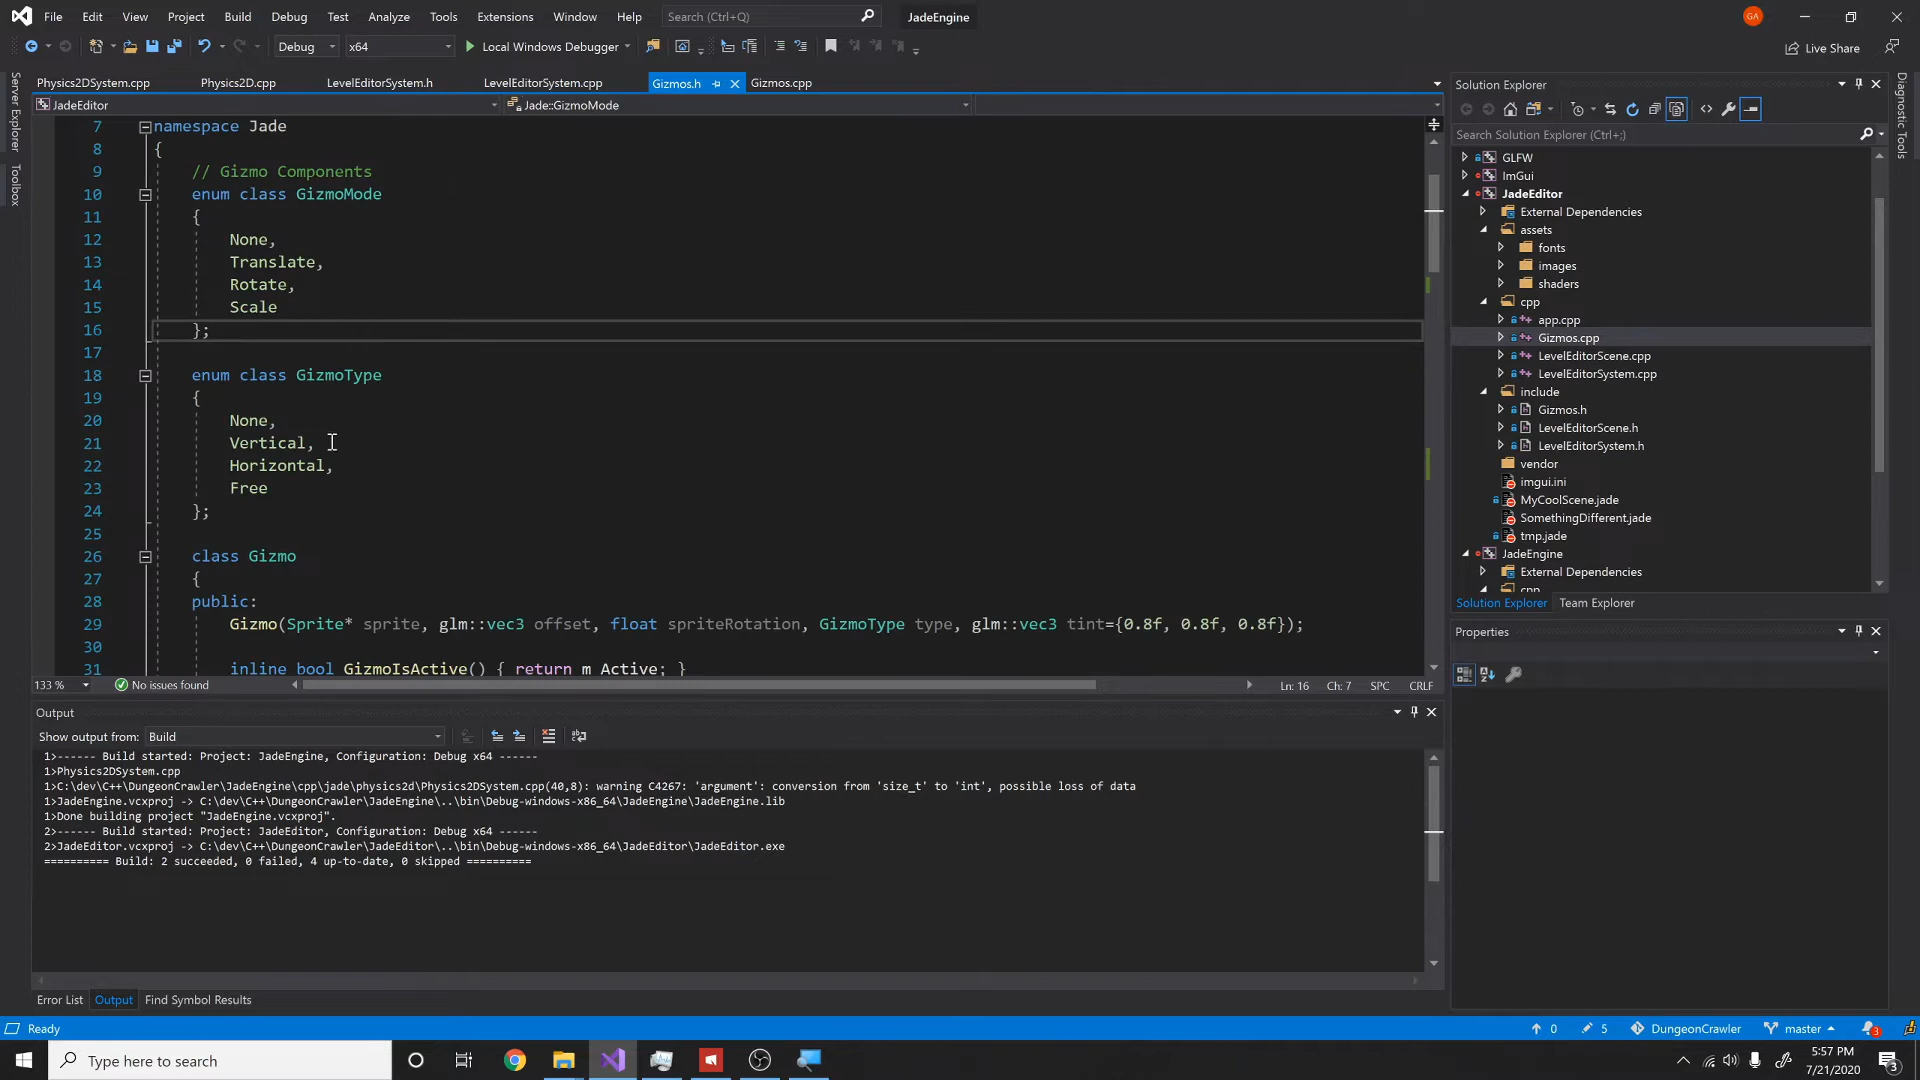 File Edit View Project Build Debug Test Analyze Tools Extensions Window Help Search (Ctrl+Q) JadeEngine GA
Debug x64 Local Windows Debugger Live Share
Physics2DSystem.cpp Physics2D.cpp LevelEditorSystem.h LevelEditorSystem.cpp Gizmos.h Gizmos.cpp
JadeEditor Jade::GizmoMode
Server Explorer
Toolbox
7 namespace Jade
8 {
9 // Gizmo Components
10 enum class GizmoMode
11 {
12 None,
13 Translate,
14 Rotate,
15 Scale
16 };
17
18 enum class GizmoType
19 {
20 None,
21 Vertical,
22 Horizontal,
23 Free
24 };
25
26 class Gizmo
27 {
28 public:
29 Gizmo(Sprite* sprite, glm::vec3 offset, float spriteRotation, GizmoType type, glm::vec3 tint={0.8f, 0.8f, 0.8f});
30
31 inline bool GizmoIsActive() { return m_Active; }
133 % No issues found Ln: 16 Ch: 7 SPC CRLF
Output
Show output from: Build
1>------ Build started: Project: JadeEngine, Configuration: Debug x64 ------
1>Physics2DSystem.cpp
1>C:\dev\C++\DungeonCrawler\JadeEngine\cpp\jade\physics2d\Physics2DSystem.cpp(40,8): warning C4267: 'argument': conversion from 'size_t' to 'int', possible loss of data
1>JadeEngine.vcxproj -> C:\dev\C++\DungeonCrawler\JadeEngine\..\bin\Debug-windows-x86_64\JadeEngine\JadeEngine.lib
1>Done building project "JadeEngine.vcxproj".
2>------ Build started: Project: JadeEditor, Configuration: Debug x64 ------
2>JadeEditor.vcxproj -> C:\dev\C++\DungeonCrawler\JadeEditor\..\bin\Debug-windows-x86_64\JadeEditor\JadeEditor.exe
========== Build: 2 succeeded, 0 failed, 4 up-to-date, 0 skipped ==========
Error List Output Find Symbol Results
Solution Explorer
Search Solution Explorer (Ctrl+;)
GLFW
ImGui
JadeEditor
External Dependencies
assets
fonts
images
shaders
cpp
app.cpp
Gizmos.cpp
LevelEditorScene.cpp
LevelEditorSystem.cpp
include
Gizmos.h
LevelEditorScene.h
LevelEditorSystem.h
vendor
imgui.ini
MyCoolScene.jade
SomethingDifferent.jade
tmp.jade
JadeEngine
External Dependencies
cpp
Solution Explorer Team Explorer
Properties
Diagnostic Tools
Ready 0 5 DungeonCrawler master 3
Type here to search
5:57 PM
7/21/2020
3